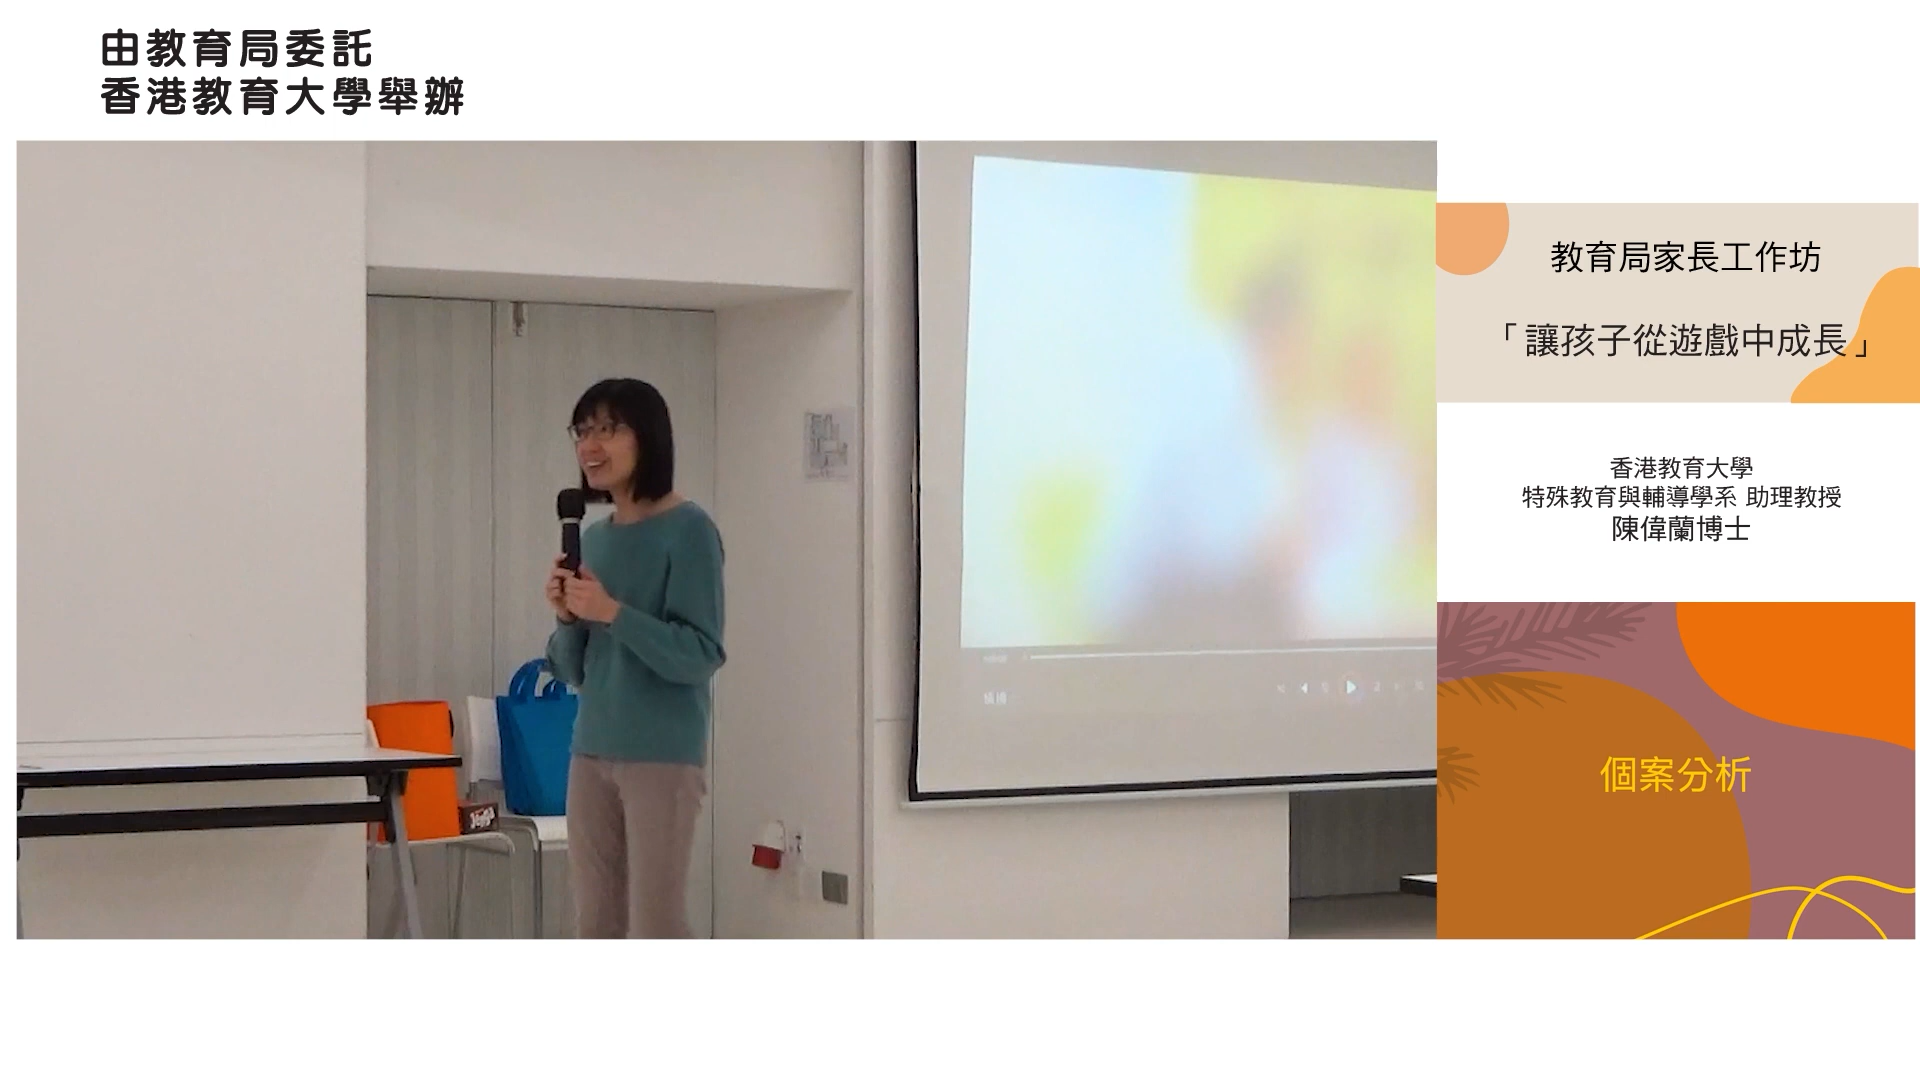 由教育局委託
香港教育大學舉辦
教育局家長工作坊
「讓孩子從遊戲中成長」
香港教育大學
特殊教育與輔導學系 助理教授
陳偉蘭博士
個案分析
Jenga